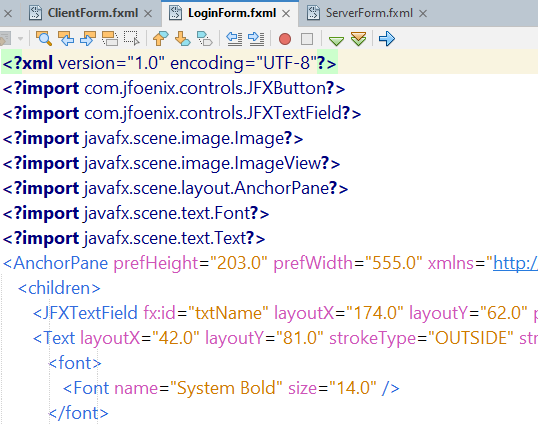 ClientForm.fxml LoginForm.fxml ServerForm.fxml
<?xml version="1.0" encoding="UTF-8"?>
<?import com.jfoenix.controls.JFXButton?>
<?import com.jfoenix.controls.JFXTextField?>
<?import javafx.scene.image.Image?>
<?import javafx.scene.image.ImageView?>
<?import javafx.scene.layout.AnchorPane?>
<?import javafx.scene.text.Font?>
<?import javafx.scene.text.Text?>
<AnchorPane prefHeight="203.0" prefWidth="555.0" xmlns="http:/
<children>
<JFXTextField fx:id="txtName" layoutX="174.0" layoutY="62.0" p
<Text layoutX="42.0" layoutY="81.0" strokeType="OUTSIDE" str
<font>
<Font name="System Bold" size="14.0" />
</font>